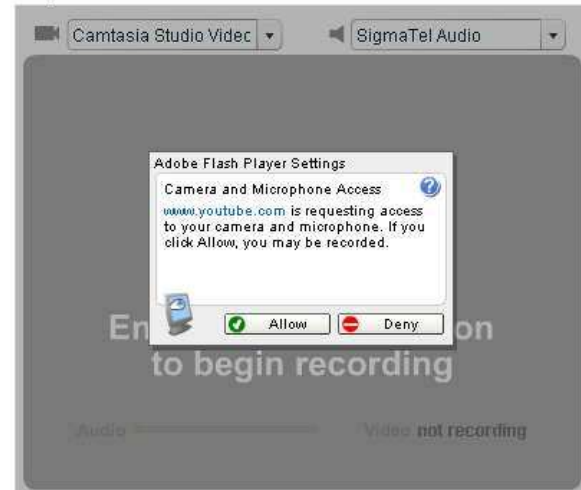 Camtasia Studio Videc
SigmaTel Audio
Adobe Flash Player Settings
Camera and Microphone Access
www.youtube.com is requesting access
to your camera and microphone. If you
click Allow, you may be recorded.
Allow
Deny
En on
to begin recording
Audio
Video not recording